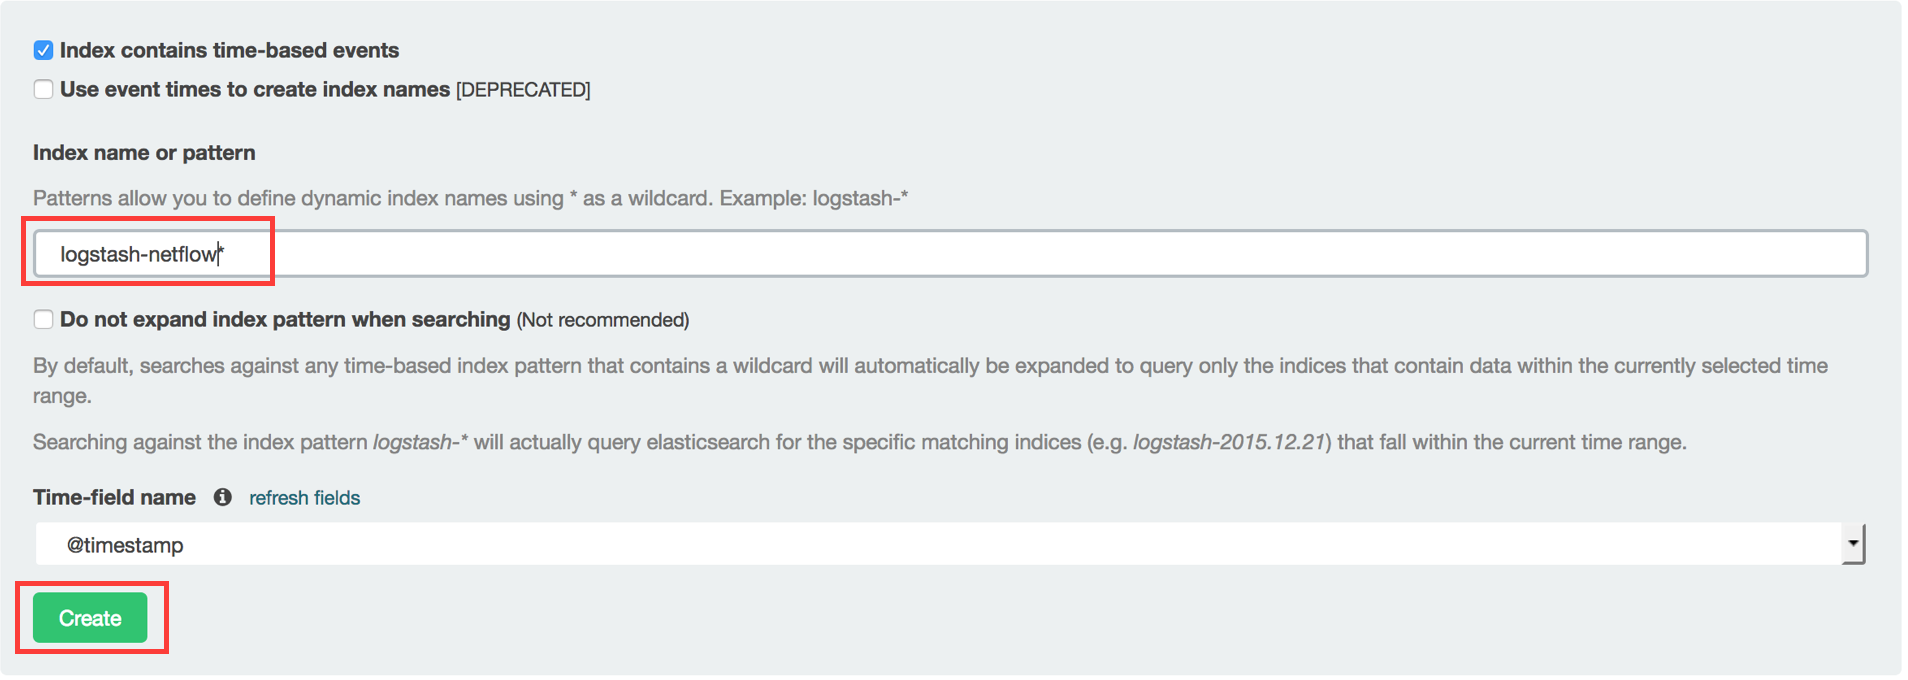 Index contains time-based events
Use event times to create index names [DEPRECATED]
Index name or pattern
Patterns allow you to define dynamic index names using * as a wildcard. Example: logstash-*
logstash-netflow*
Do not expand index pattern when searching (Not recommended)
By default, searches against any time-based index pattern that contains a wildcard will automatically be expanded to query only the indices that contain data within the currently selected time
range.
Searching against the index pattern logstash-* will actually query elasticsearch for the specific matching indices (e.g. logstash-2015.12.21) that fall within the current time range.
Time-field name refresh fields
@timestamp
Create